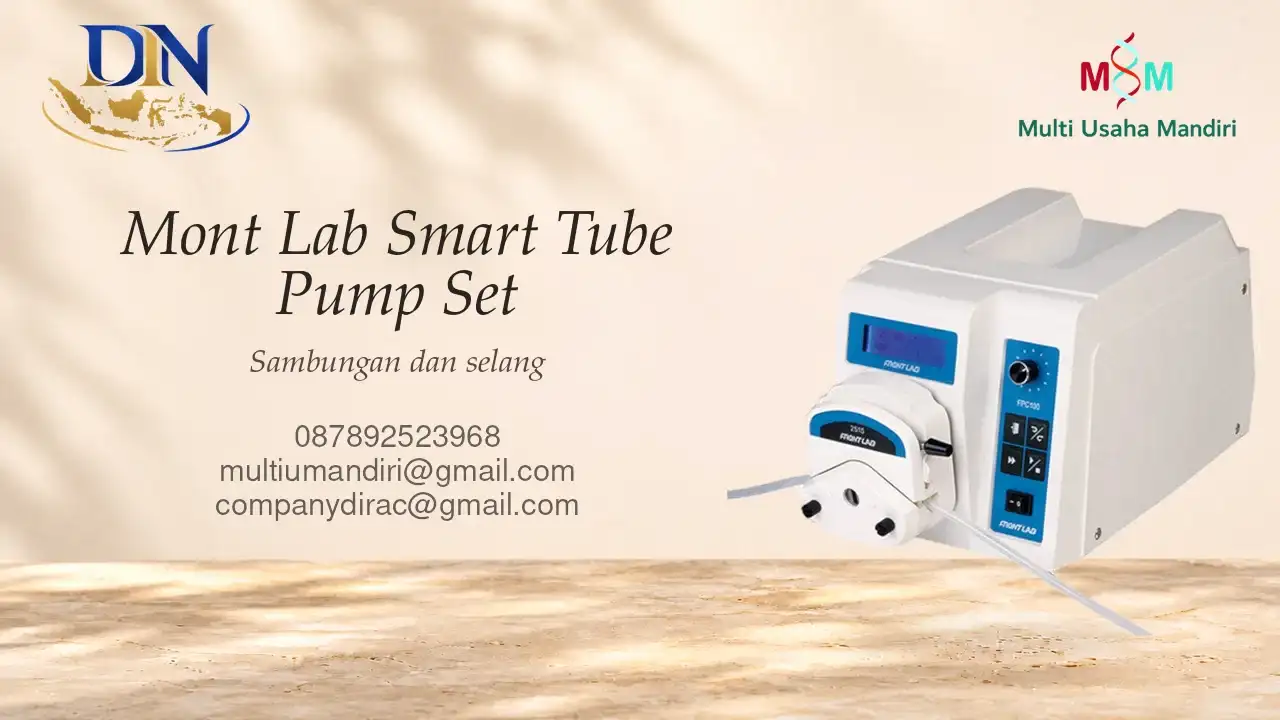 DIN
M M
Multi Usaha Mandiri
Mont Lab Smart Tube
Pump Set
Sambungan dan selang
087892523968
multiumandiri@gmail.com
companydirac@gmail.com
FRONT LAB
FPC100
2515
FRONT LAB
FRONT LAB